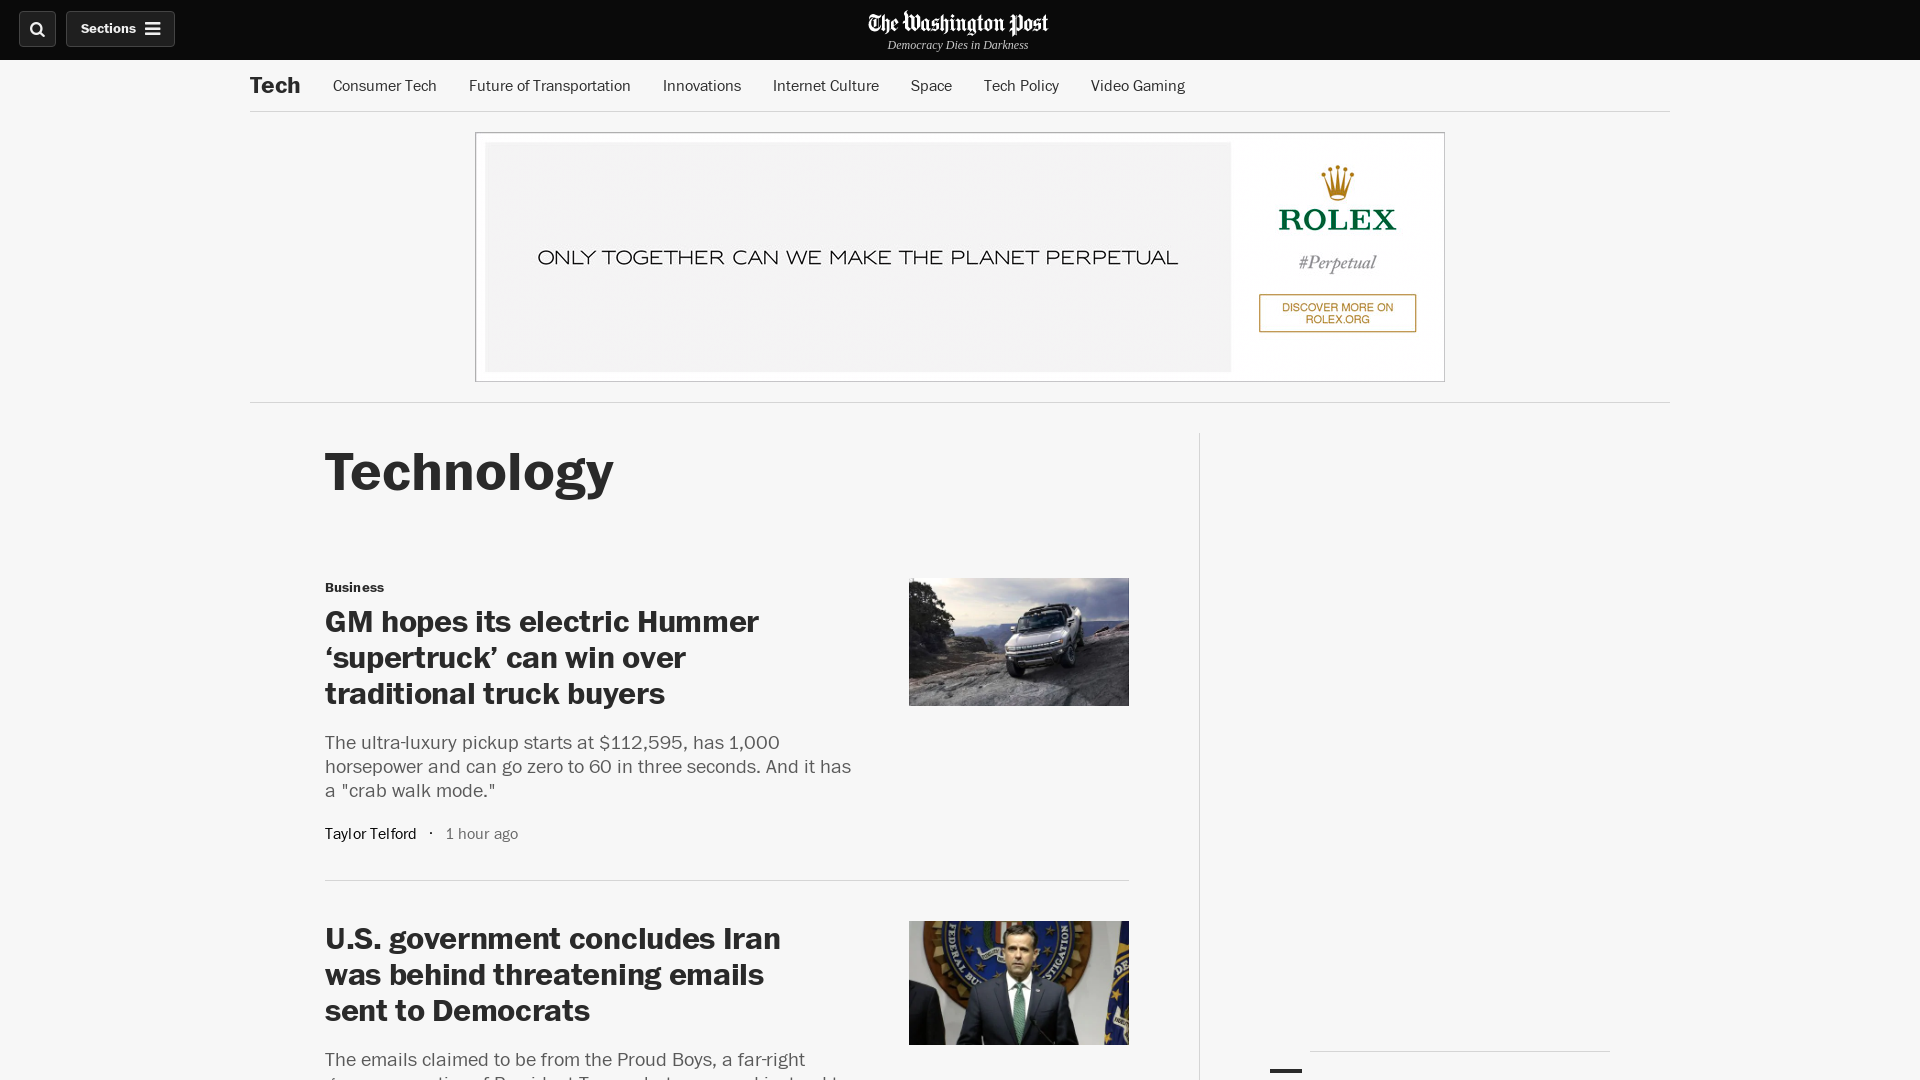 Sections
The Washington Post
Democracy Dies in Darkness
Tech
Consumer Tech
Future of Transportation
Innovations
Internet Culture
Space
Tech Policy
Video Gaming
ONLY TOGETHER CAN WE MAKE THE PLANET PERPETUAL
ROLEX
#Perpetual
DISCOVER MORE ON
ROLEX.ORG
Technology
Business
GM hopes its electric Hummer
‘supertruck’ can win over
traditional truck buyers
The ultra-luxury pickup starts at $112,595, has 1,000
horsepower and can go zero to 60 in three seconds. And it has
a "crab walk mode."
Taylor Telford · 1 hour ago
U.S. government concludes Iran
was behind threatening emails
sent to Democrats
The emails claimed to be from the Proud Boys, a far-right